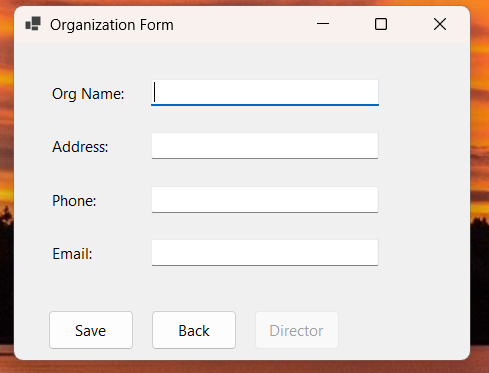 Organization Form
Org Name:
Address:
Phone:
Email:
Save Back Director